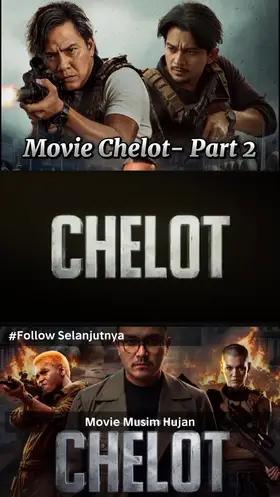 Movie Chelot- Part 2
CHELOT
#Follow Selanjutnya
Movie Musim Hujan
CHELOT